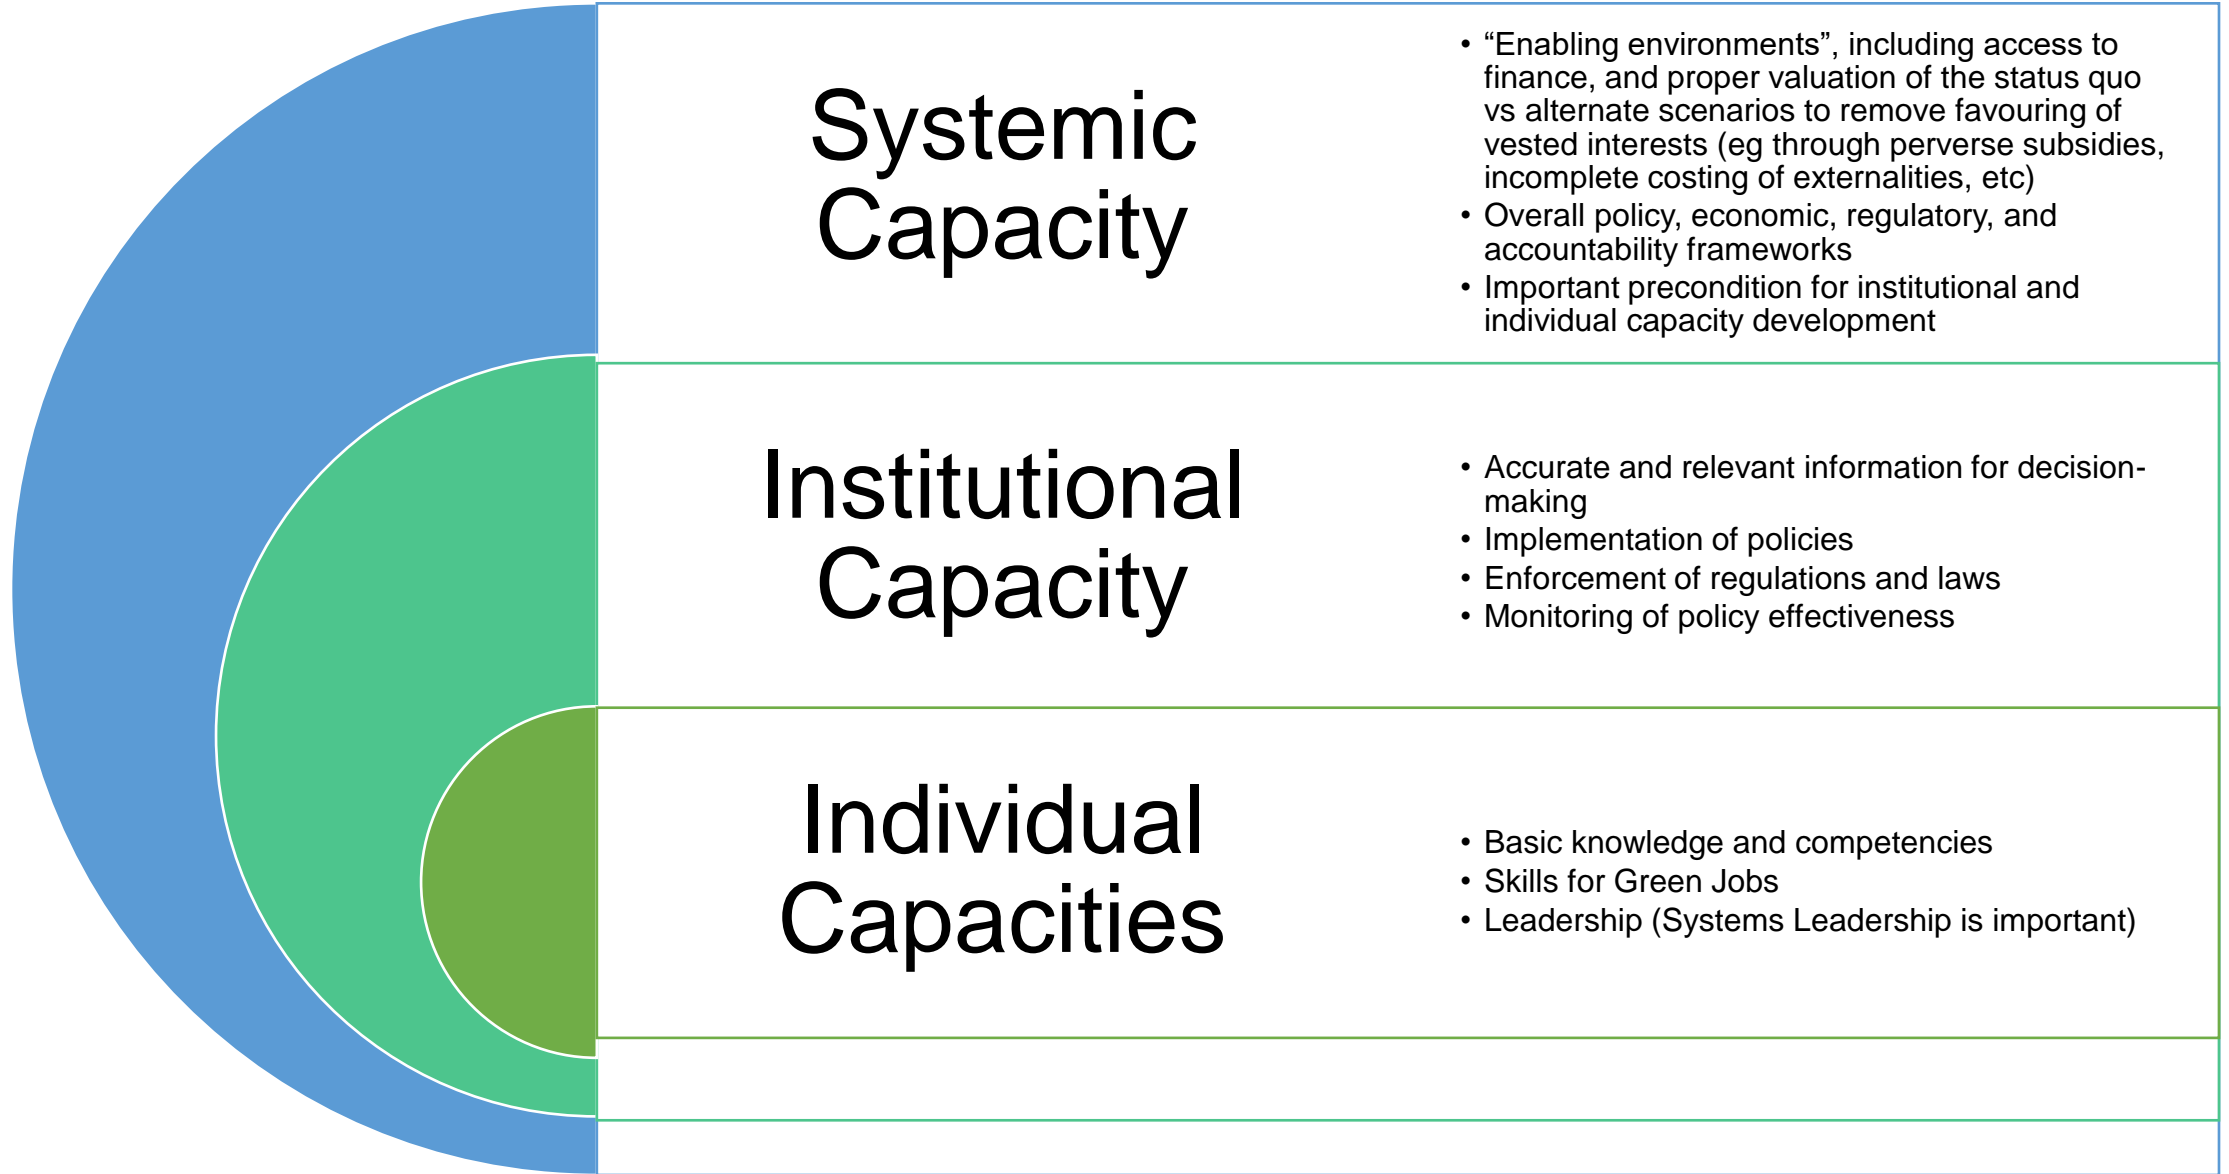 Systemic
Capacity
• “Enabling environments”, including access to
finance, and proper valuation of the status quo
vs alternate scenarios to remove favouring of
vested interests (eg through perverse subsidies,
incomplete costing of externalities, etc)
• Overall policy, economic, regulatory, and
accountability frameworks
• Important precondition for institutional and
individual capacity development
Institutional
Capacity
• Accurate and relevant information for decision-
making
• Implementation of policies
• Enforcement of regulations and laws
• Monitoring of policy effectiveness
Individual
Capacities
• Basic knowledge and competencies
• Skills for Green Jobs
• Leadership (Systems Leadership is important)